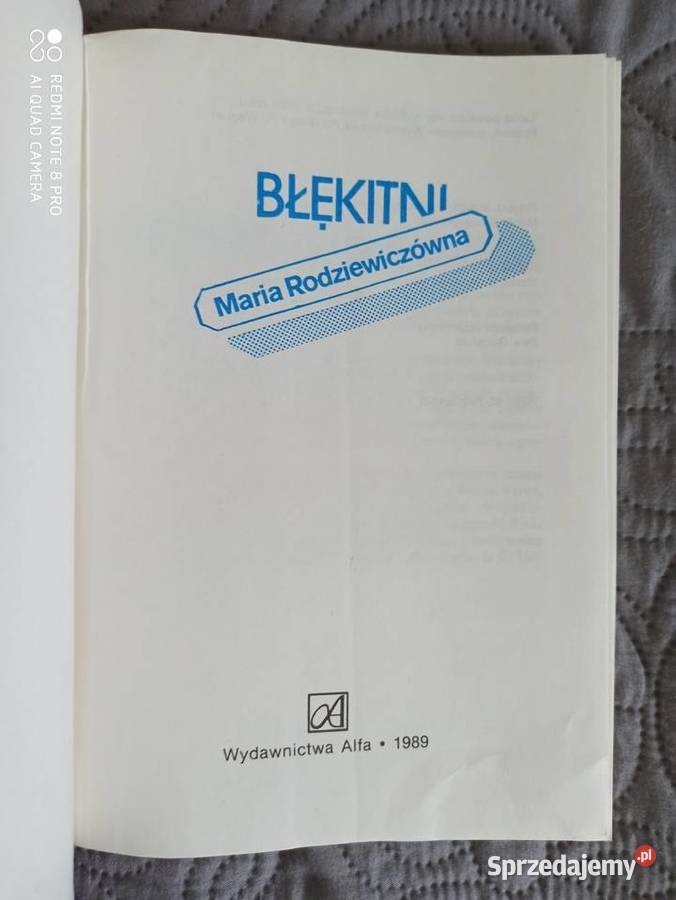 BŁĘKITNI
Maria Rodziewiczówna
Wydawnictwa Alfa • 1989
REDMI NOTE 8 PRO
AI QUAD CAMERA
Sprzedajemy.pl